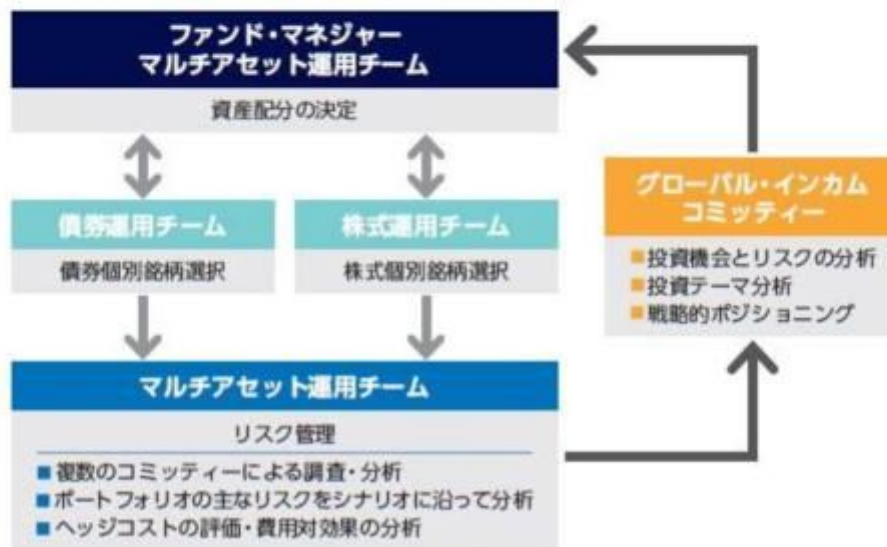 ファンド・マネジャー
マルチアセット運用チーム
資産配分の決定
債券運用チーム
債券個別銘柄選択
株式運用チーム
株式個別銘柄選択
グローバル・インカム
コミッティー
■投資機会とリスクの分析
■投資テーマ分析
■戦略的ポジショニング
マルチアセット運用チーム
リスク管理
■複数のコミッティーによる調査・分析
■ポートフォリオの主なリスクをシナリオに沿って分析
■ヘッジコストの評価・費用対効果の分析